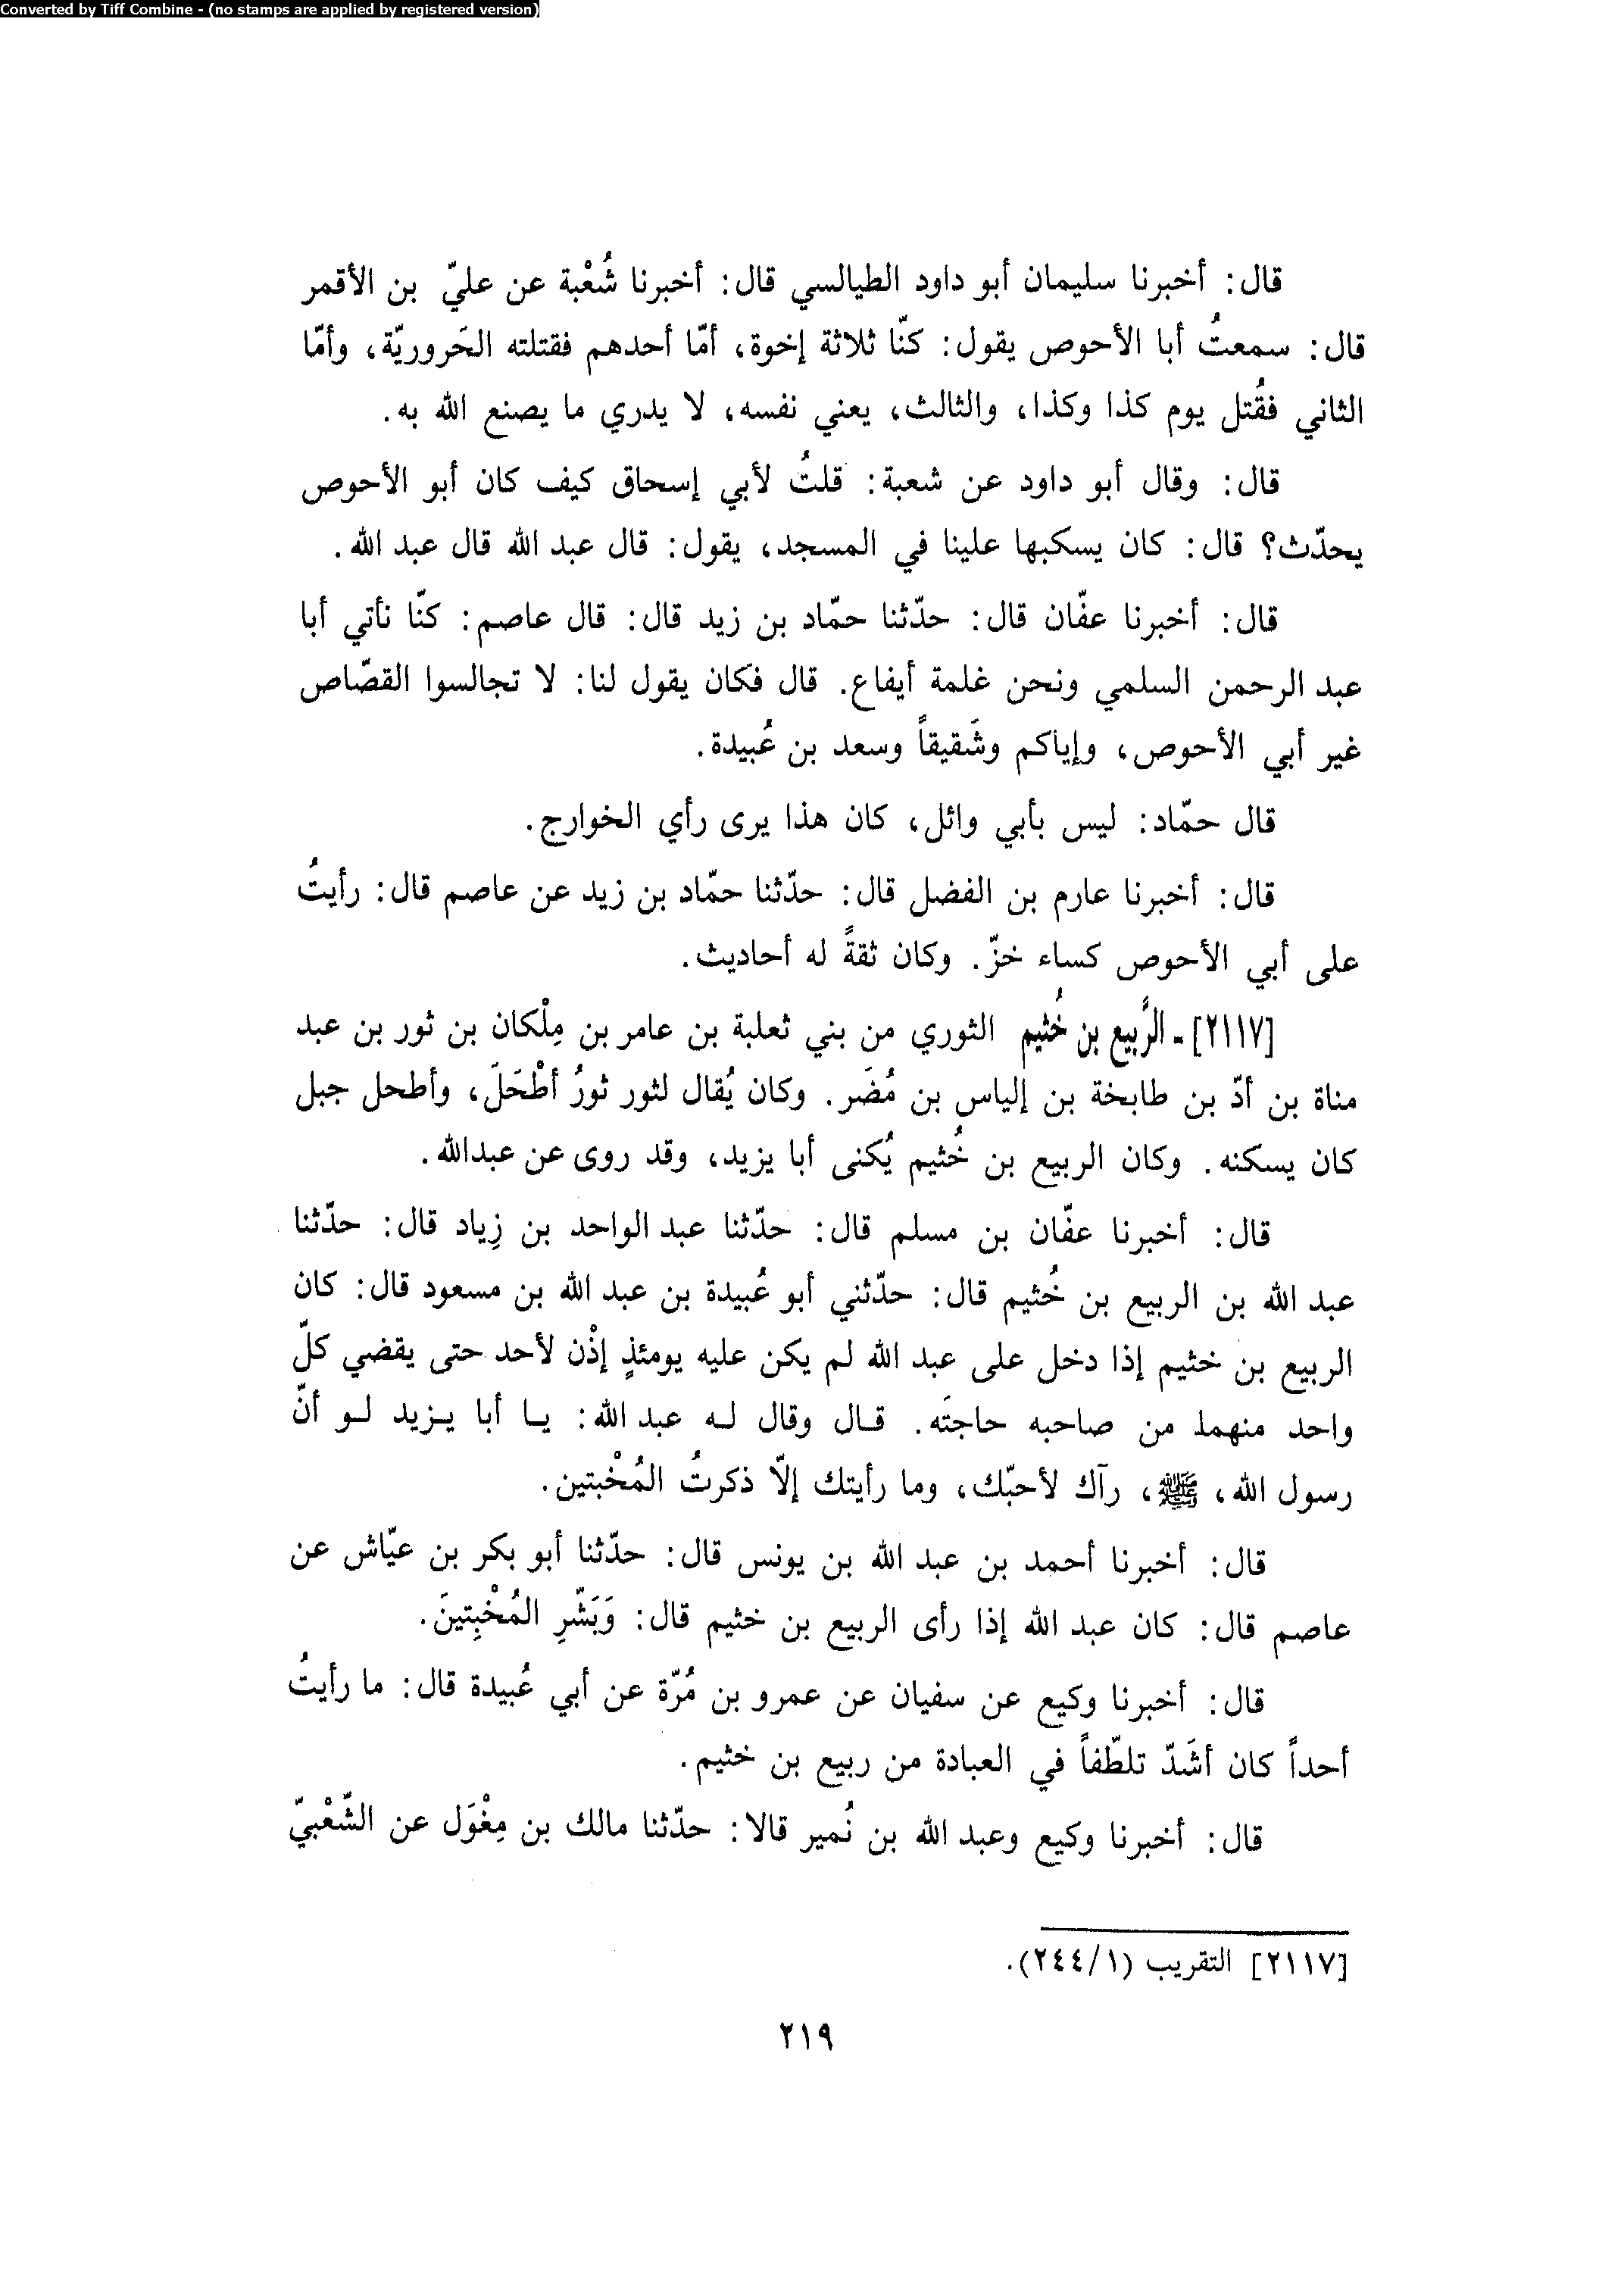 Converted by Tiff Combine - (no stamps are applied by registered version)
قال: أخبرنا سليمان أبو داود الطيالسي قال: أخبرنا شُعْبة عن عليّ بن الأقمر
قال: سمعتُ أبا الأحوص يقول: كنّا ثلاثة إخوة، أمّا أحدهم فقتلته الحَروريّة، وأمّا
الثاني فقُتل يوم كذا وكذا، والثالث، يعني نفسه، لا يدري ما يصنع الله به.
قال: وقال أبو داود عن شعبة: قلتُ لأبي إسحاق كيف كان أبو الأحوص
يحدّث؟ قال: كان يسكبها علينا في المسجد، يقول: قال عبد الله قال عبد الله.
قال: أخبرنا عفّان قال: حدّثنا حمّاد بن زيد قال: قال عاصم: كنّا نأتي أبا
عبد الرحمن السلمي ونحن غلمة أيفاع. قال فكان يقول لنا: لا تجالسوا القصّاص
غير أبي الأحوص، وإياكم وشَقيقاً وسعد بن عُبيدة.
قال حمّاد: ليس بأبي وائل، كان هذا يرى رأي الخوارج.
قال: أخبرنا عارم بن الفضل قال: حدّثنا حمّاد بن زيد عن عاصم قال: رأيتُ
على أبي الأحوص كساء خزّ. وكان ثقةً له أحاديث.
[٢١١٧] - الرَّبيع بن خُثيم الثوري من بني ثعلبة بن عامر بن مِلْكان بن ثور بن عبد
مناة بن أدّ بن طابخة بن إلياس بن مُضَر. وكان يُقال لثور ثورُ أطْحَلَ، وأطحل جبل
كان يسكنه. وكان الربيع بن خُثيم يُكنى أبا يزيد، وقد روى عن عبدالله.
قال: أخبرنا عفّان بن مسلم قال: حدّثنا عبد الواحد بن زِياد قال: حدّثنا
عبد الله بن الربيع بن خُثيم قال: حدّثني أبو عُبيدة بن عبد الله بن مسعود قال: كان
الربيع بن خثيم إذا دخل على عبد الله لم يكن عليه يومئذٍ إذْن لأحد حتى يقضي كلّ
واحد منهما من صاحبه حاجتَه. قال وقال له عبد الله: يا أبا يزيد لو أنّ
رسول الله، ﷺ، رآك لأحبّك، وما رأيتك إلّا ذكرتُ المُخْبتين.
قال: أخبرنا أحمد بن عبد الله بن يونس قال: حدّثنا أبو بكر بن عيّاش عن
عاصم قال: كان عبد الله إذا رأى الربيع بن خثيم قال: وَبَشّرِ المُخْبِتينَ.
قال: أخبرنا وكيع عن سفيان عن عمرو بن مُرّة عن أبي عُبيدة قال: ما رأيتُ
أحداً كان أشَدّ تلطّفاً في العبادة من ربيع بن خثيم.
قال: أخبرنا وكيع وعبد الله بن نُمير قالا: حدّثنا مالك بن مِغْوَل عن الشّعْبيّ
[٢١١٧] التقريب (٢٤٤/١).
٢١٩